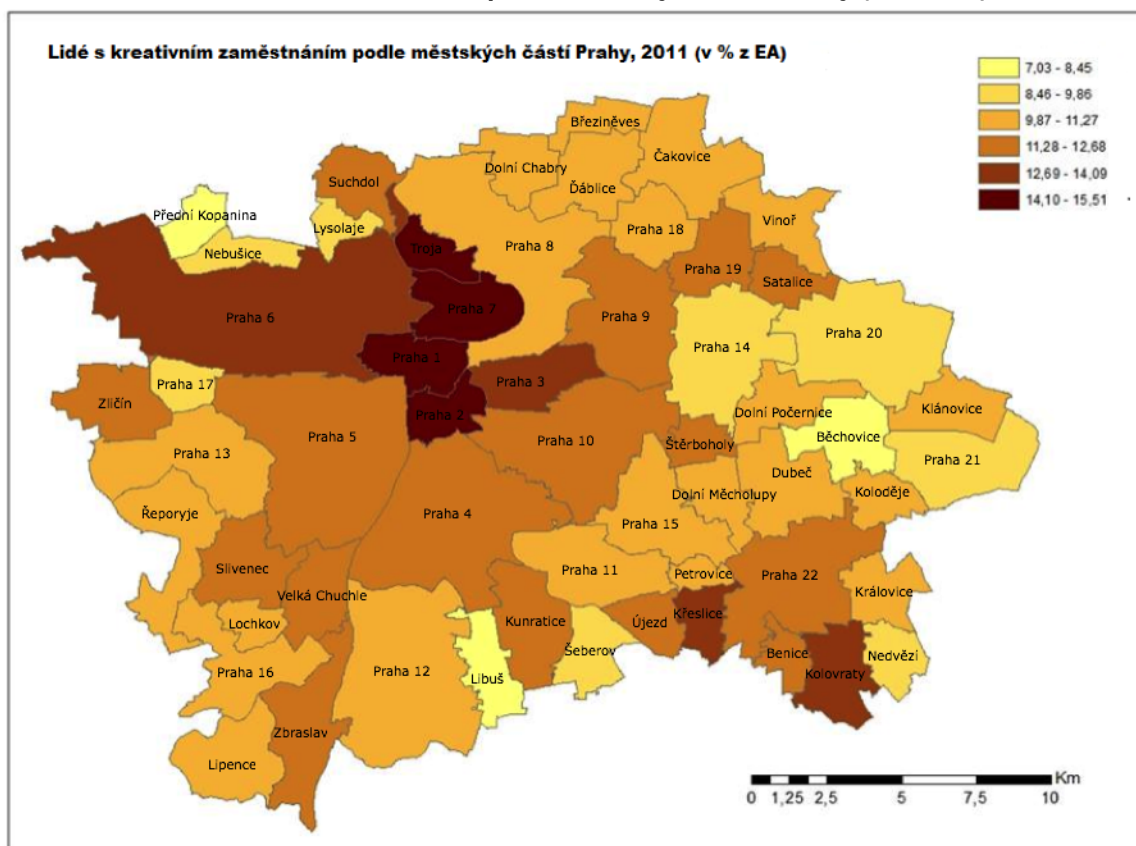 Lidé s kreativním zaměstnáním podle městských částí Prahy, 2011 (v % z EA)
7,03 - 8,45
8,46 - 9,86
9,87 - 11,27
11,28 - 12,68
12,69 - 14,09
14,10 - 15,51
Březiněves
Dolní Chabry
Čakovice
Ďáblice
Suchdol
Přední Kopanina
Lysolaje
Vinoř
Praha 18
Troja
Praha 8
Nebušice
Praha 19
Satalice
Praha 7
Praha 6
Praha 9
Praha 20
Praha 14
Praha 1
Praha 3
Praha 17
Zličín
Praha 2
Dolní Počernice
Klánovice
Praha 5
Praha 10
Štěrboholy
Běchovice
Praha 13
Praha 21
Dubeč
Koloděje
Dolní Měcholupy
Řeporyje
Praha 4
Praha 15
Slivenec
Praha 11
Petrovice
Praha 22
Královice
Velká Chuchle
Křeslice
Kunratice
Újezd
Lochkov
Šeberov
Benice
Nedvězí
Praha 16
Praha 12
Libuš
Kolovraty
Zbraslav
Lipence
Km
0 1,25 2,5 5 7,5 10